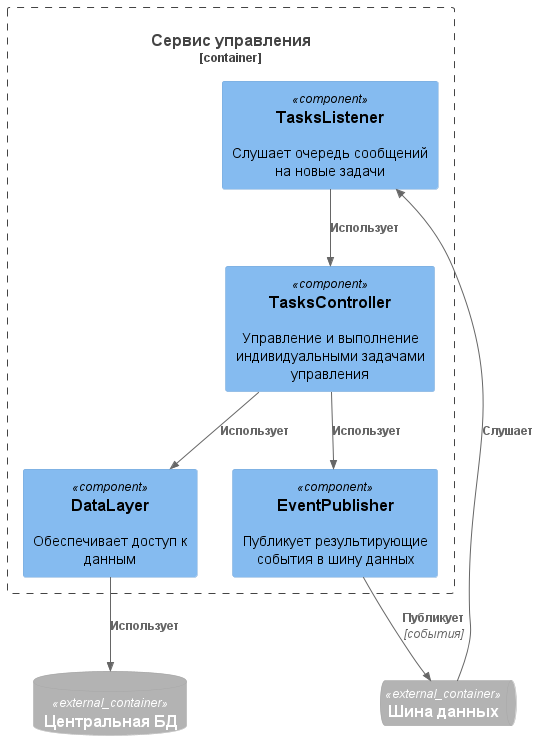 Сервис управления
[container]
«component»
TasksListener
Слушает очередь сообщений
на новые задачи
Использует
«component»
TasksController
Управление и выполнение
индивидуальными задачами
управления
Использует
Использует
Слушает
«component»
DataLayer
Обеспечивает доступ к
данным
«component»
EventPublisher
Публикует результирующие
события в шину данных
Использует
Публикует
[события]
«external_container»
Центральная БД
«external_container»
Шина данных